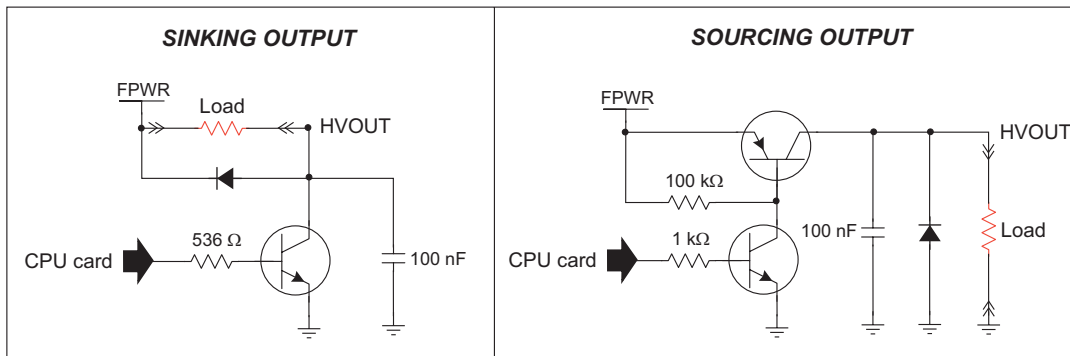 SINKING OUTPUT
FPWR
Load
HVOUT
536 Ω
CPU card
100 nF
SOURCING OUTPUT
FPWR
HVOUT
100 kΩ
1 kΩ
CPU card
100 nF
Load